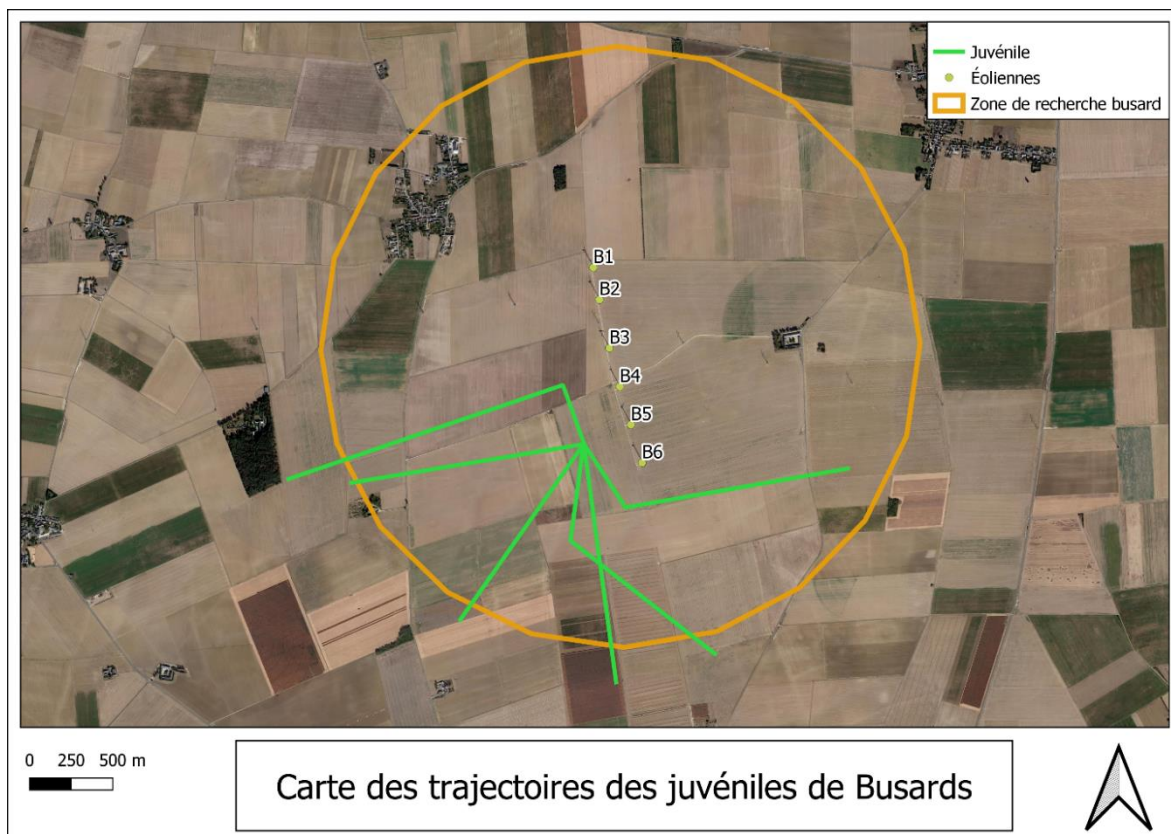 Juvénile
Éoliennes
Zone de recherche busard
B1
B2
B3
B4
B5
B6
0 250 500 m
Carte des trajectoires des juvéniles de Busards